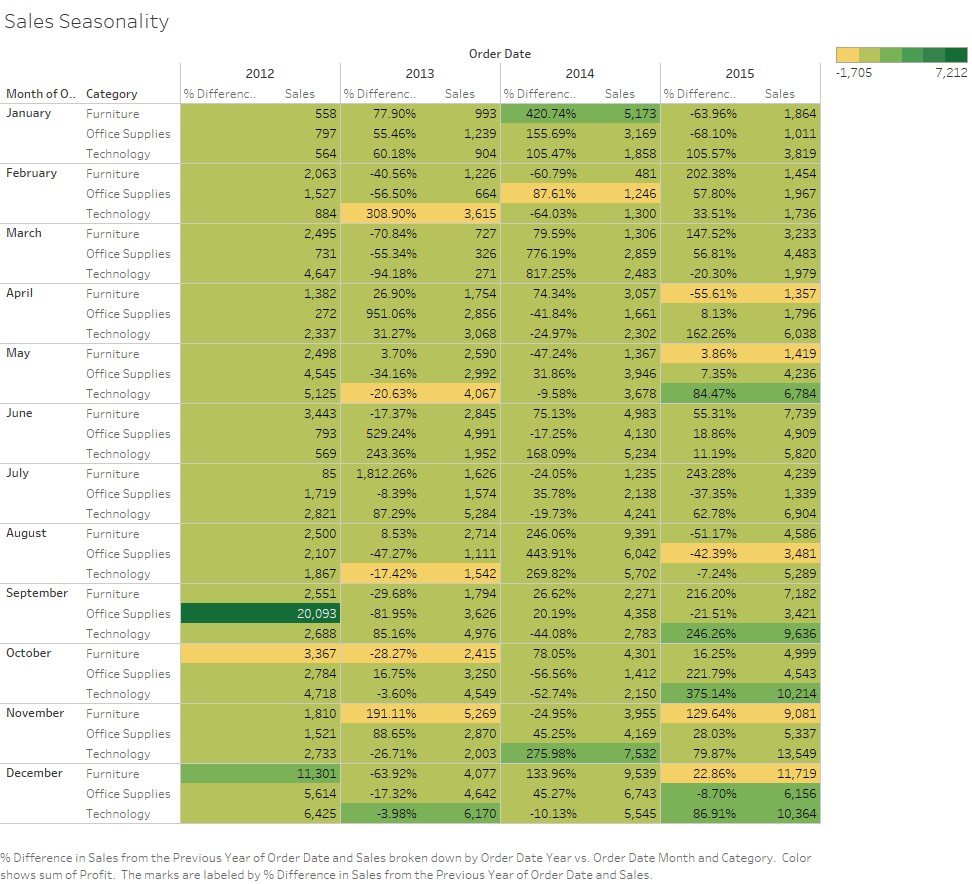 Sales Seasonality
Order Date
-1,705 7,212
2012 2013 2014 2015
Month of O.. Category % Differenc.. Sales % Differenc.. Sales % Differenc.. Sales % Differenc.. Sales
January Furniture 558 77.90% 993 420.74% 5,173 -63.96% 1,864
Office Supplies 797 55.46% 1,239 155.69% 3,169 -68.10% 1,011
Technology 564 60.18% 904 105.47% 1,858 105.57% 3,819
February Furniture 2,063 -40.56% 1,226 -60.79% 481 202.38% 1,454
Office Supplies 1,527 -56.50% 664 87.61% 1,246 57.80% 1,967
Technology 884 308.90% 3,615 -64.03% 1,300 33.51% 1,736
March Furniture 2,495 -70.84% 727 79.59% 1,306 147.52% 3,233
Office Supplies 731 -55.34% 326 776.19% 2,859 56.81% 4,483
Technology 4,647 -94.18% 271 817.25% 2,483 -20.30% 1,979
April Furniture 1,382 26.90% 1,754 74.34% 3,057 -55.61% 1,357
Office Supplies 272 951.06% 2,856 -41.84% 1,661 8.13% 1,796
Technology 2,337 31.27% 3,068 -24.97% 2,302 162.26% 6,038
May Furniture 2,498 3.70% 2,590 -47.24% 1,367 3.86% 1,419
Office Supplies 4,545 -34.16% 2,992 31.86% 3,946 7.35% 4,236
Technology 5,125 -20.63% 4,067 -9.58% 3,678 84.47% 6,784
June Furniture 3,443 -17.37% 2,845 75.13% 4,983 55.31% 7,739
Office Supplies 793 529.24% 4,991 -17.25% 4,130 18.86% 4,909
Technology 569 243.36% 1,952 168.09% 5,234 11.19% 5,820
July Furniture 85 1,812.26% 1,626 -24.05% 1,235 243.28% 4,239
Office Supplies 1,719 -8.39% 1,574 35.78% 2,138 -37.35% 1,339
Technology 2,821 87.29% 5,284 -19.73% 4,241 62.78% 6,904
August Furniture 2,500 8.53% 2,714 246.06% 9,391 -51.17% 4,586
Office Supplies 2,107 -47.27% 1,111 443.91% 6,042 -42.39% 3,481
Technology 1,867 -17.42% 1,542 269.82% 5,702 -7.24% 5,289
September Furniture 2,551 -29.68% 1,794 26.62% 2,271 216.20% 7,182
Office Supplies 20,093 -81.95% 3,626 20.19% 4,358 -21.51% 3,421
Technology 2,688 85.16% 4,976 -44.08% 2,783 246.26% 9,636
October Furniture 3,367 -28.27% 2,415 78.05% 4,301 16.25% 4,999
Office Supplies 2,784 16.75% 3,250 -56.56% 1,412 221.79% 4,543
Technology 4,718 -3.60% 4,549 -52.74% 2,150 375.14% 10,214
November Furniture 1,810 191.11% 5,269 -24.95% 3,955 129.64% 9,081
Office Supplies 1,521 88.65% 2,870 45.25% 4,169 28.03% 5,337
Technology 2,733 -26.71% 2,003 275.98% 7,532 79.87% 13,549
December Furniture 11,301 -63.92% 4,077 133.96% 9,539 22.86% 11,719
Office Supplies 5,614 -17.32% 4,642 45.27% 6,743 -8.70% 6,156
Technology 6,425 -3.98% 6,170 -10.13% 5,545 86.91% 10,364
% Difference in Sales from the Previous Year of Order Date and Sales broken down by Order Date Year vs. Order Date Month and Category. Color
shows sum of Profit. The marks are labeled by % Difference in Sales from the Previous Year of Order Date and Sales.